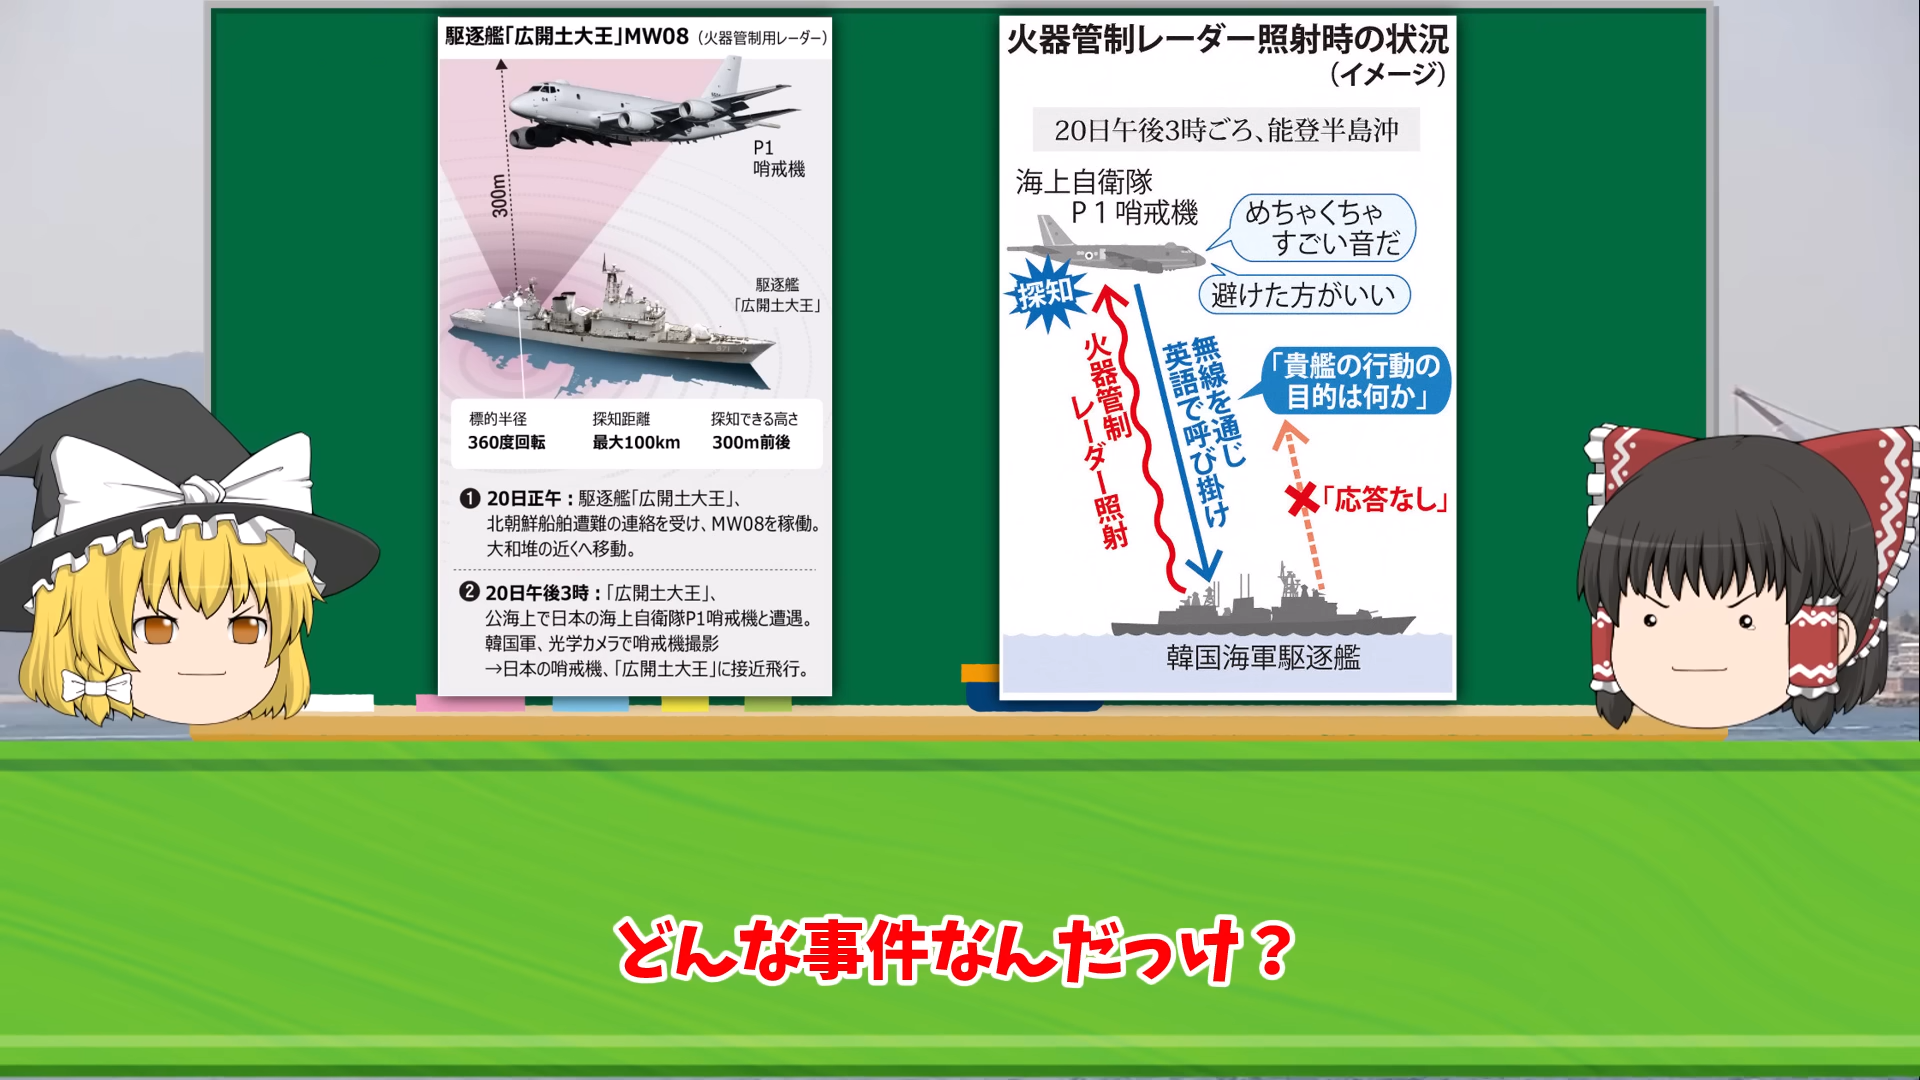 駆逐艦「広開土大王」MW08（火器管制用レーダー）
300m
P1
哨戒機
駆逐艦
「広開土大王」
標的半径
360度回転
探知距離
最大100km
探知できる高さ
300m前後
❶ 20日正午：駆逐艦「広開土大王」、
北朝鮮船舶遭難の連絡を受け、MW08を稼働。
大和堆の近くへ移動。
❷ 20日午後3時：「広開土大王」、
公海上で日本の海上自衛隊P1哨戒機と遭遇。
韓国軍、光学カメラで哨戒機撮影
→日本の哨戒機、「広開土大王」に接近飛行。
火器管制レーダー照射時の状況
（イメージ）
20日午後3時ごろ、能登半島沖
海上自衛隊
P１哨戒機
めちゃくちゃ
すごい音だ
避けた方がいい
探知
火器管制
レーダー照射
無線を通じ
英語で呼び掛け
「貴艦の行動の
目的は何か」
「応答なし」
韓国海軍駆逐艦
どんな事件なんだっけ？